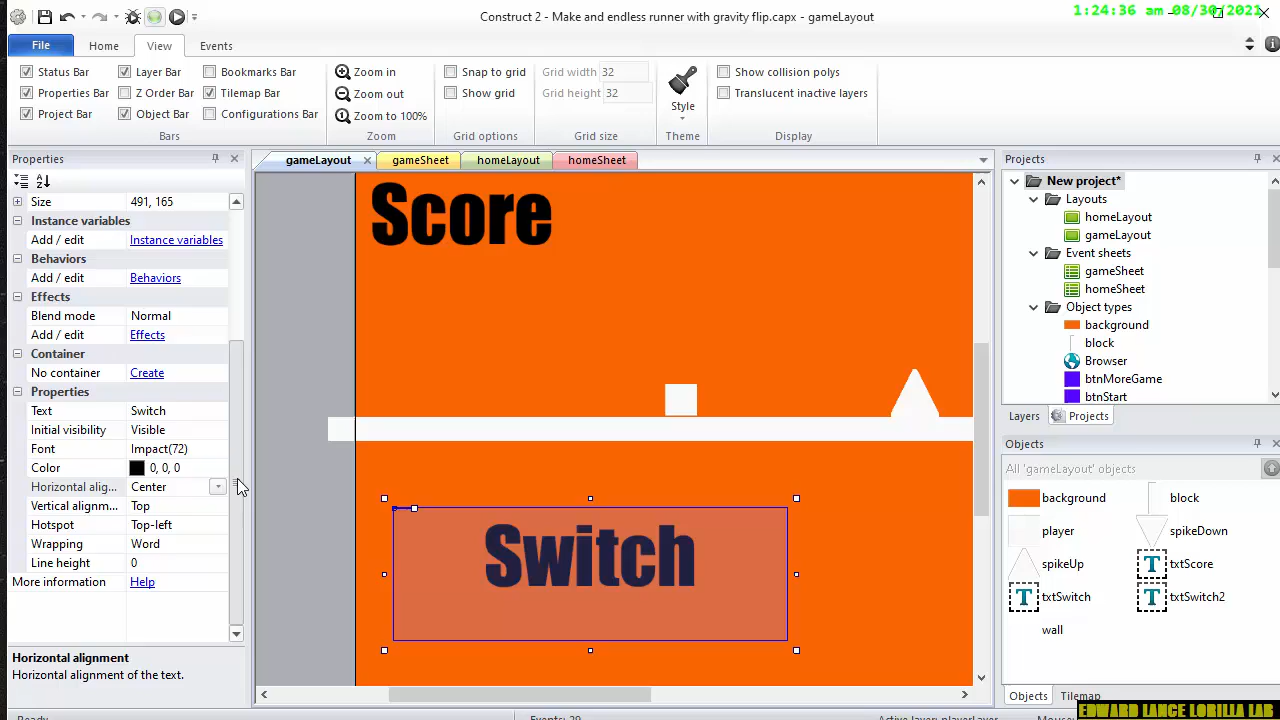 Construct 2 - Make and endless runner with gravity flip.capx - gameLayout
1:24:36 am 08/30/2021
File Home View Events
Status Bar Layer Bar Bookmarks Bar
Properties Bar Z Order Bar Tilemap Bar
Project Bar Object Bar Configurations Bar
Bars
Zoom in
Zoom out
Zoom to 100%
Zoom
Snap to grid
Show grid
Grid options
Grid width 32
Grid height 32
Grid size
Style
Theme
Show collision polys
Translucent inactive layers
Display
Properties
Size 491, 165
Instance variables
Add / edit Instance variables
Behaviors
Add / edit Behaviors
Effects
Blend mode Normal
Add / edit Effects
Container
No container Create
Properties
Text Switch
Initial visibility Visible
Font Impact(72)
Color 0, 0, 0
Horizontal alig... Center
Vertical alignm... Top
Hotspot Top-left
Wrapping Word
Line height 0
More information Help
Horizontal alignment
Horizontal alignment of the text.
gameLayout gameSheet homeLayout homeSheet
Score
Switch
Projects
New project*
Layouts
homeLayout
gameLayout
Event sheets
gameSheet
homeSheet
Object types
background
block
Browser
btnMoreGame
btnStart
Layers Projects
Objects
All 'gameLayout' objects
background block
player spikeDown
spikeUp txtScore
txtSwitch txtSwitch2
wall
Objects Tilemap
Ready Events: 29 Active layer: playerLayer Mouse
EDWARD LANCE LORILLA LAB